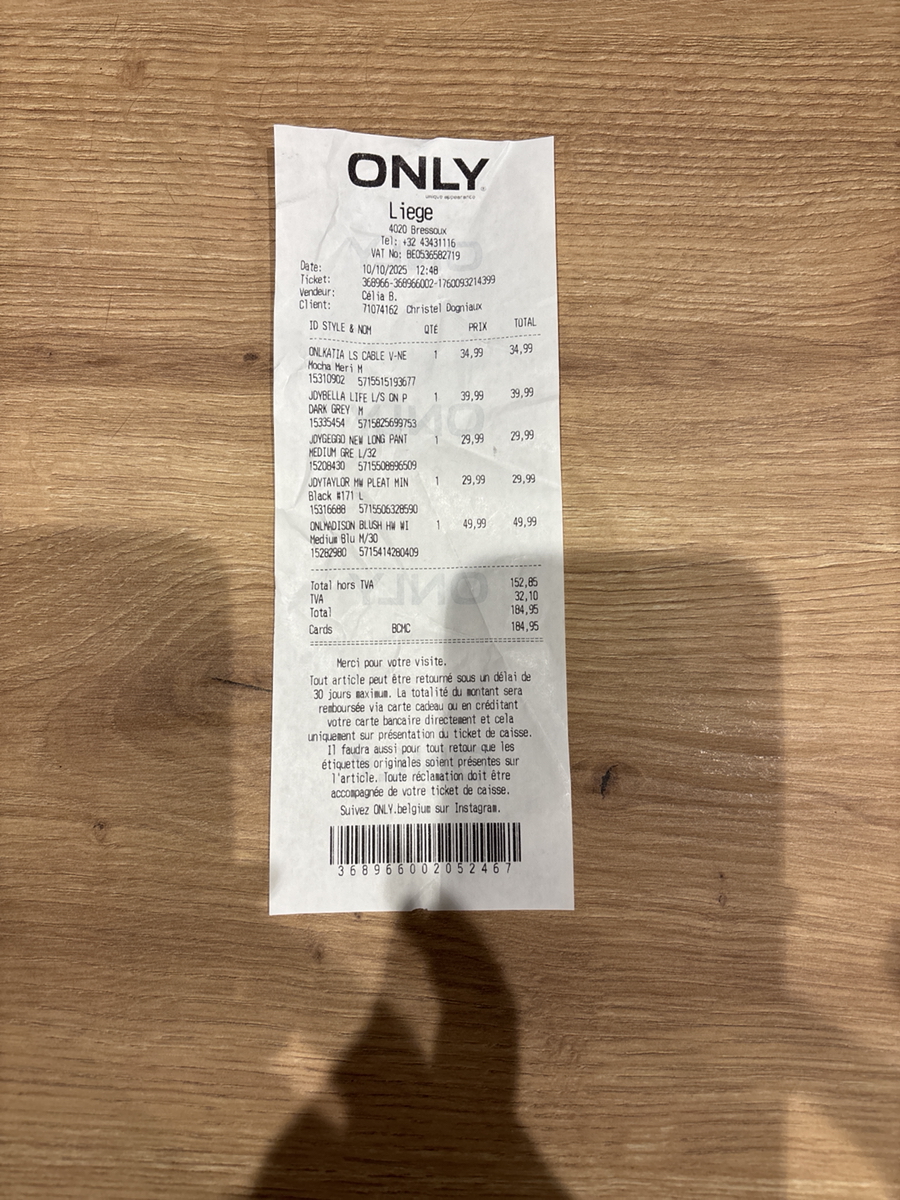 ONLY
unique appearance
Liege
4020 Bressoux
Tel: +32 43431116
VAT No: BE0536582719
Date: 10/10/2025 12:48
Ticket: 368966-368966002-1760093214399
Vendeur: Célia B.
Client: 71074162 Christel Dogniaux
ID STYLE & NOM QTÉ PRIX TOTAL
ONLKATIA LS CABLE V-NE 1 34,99 34,99
Mocha Meri M
15310902 5715515193677
JDYBELLA LIFE L/S ON P 1 39,99 39,99
DARK GREY M
15335454 5715825699753
JDYGEGGO NEW LONG PANT 1 29,99 29,99
MEDIUM GRE L/32
15208430 5715508896509
JDYTAYLOR MW PLEAT MIN 1 29,99 29,99
Black #171 L
15316688 5715506328590
ONLMADISON BLUSH HW WI 1 49,99 49,99
Medium Blu M/30
15282980 5715414280409
Total hors TVA 152,85
TVA 32,10
Total 184,95
Cards BCMC 184,95
Merci pour votre visite.
Tout article peut être retourné sous un délai de
30 jours maximum. La totalité du montant sera
remboursée via carte cadeau ou en créditant
votre carte bancaire directement et cela
uniquement sur présentation du ticket de caisse.
Il faudra aussi pour tout retour que les
étiquettes originales soient présentes sur
l'article. Toute réclamation doit être
accompagnée de votre ticket de caisse.
Suivez ONLY.belgium sur Instagram.
368966002052467